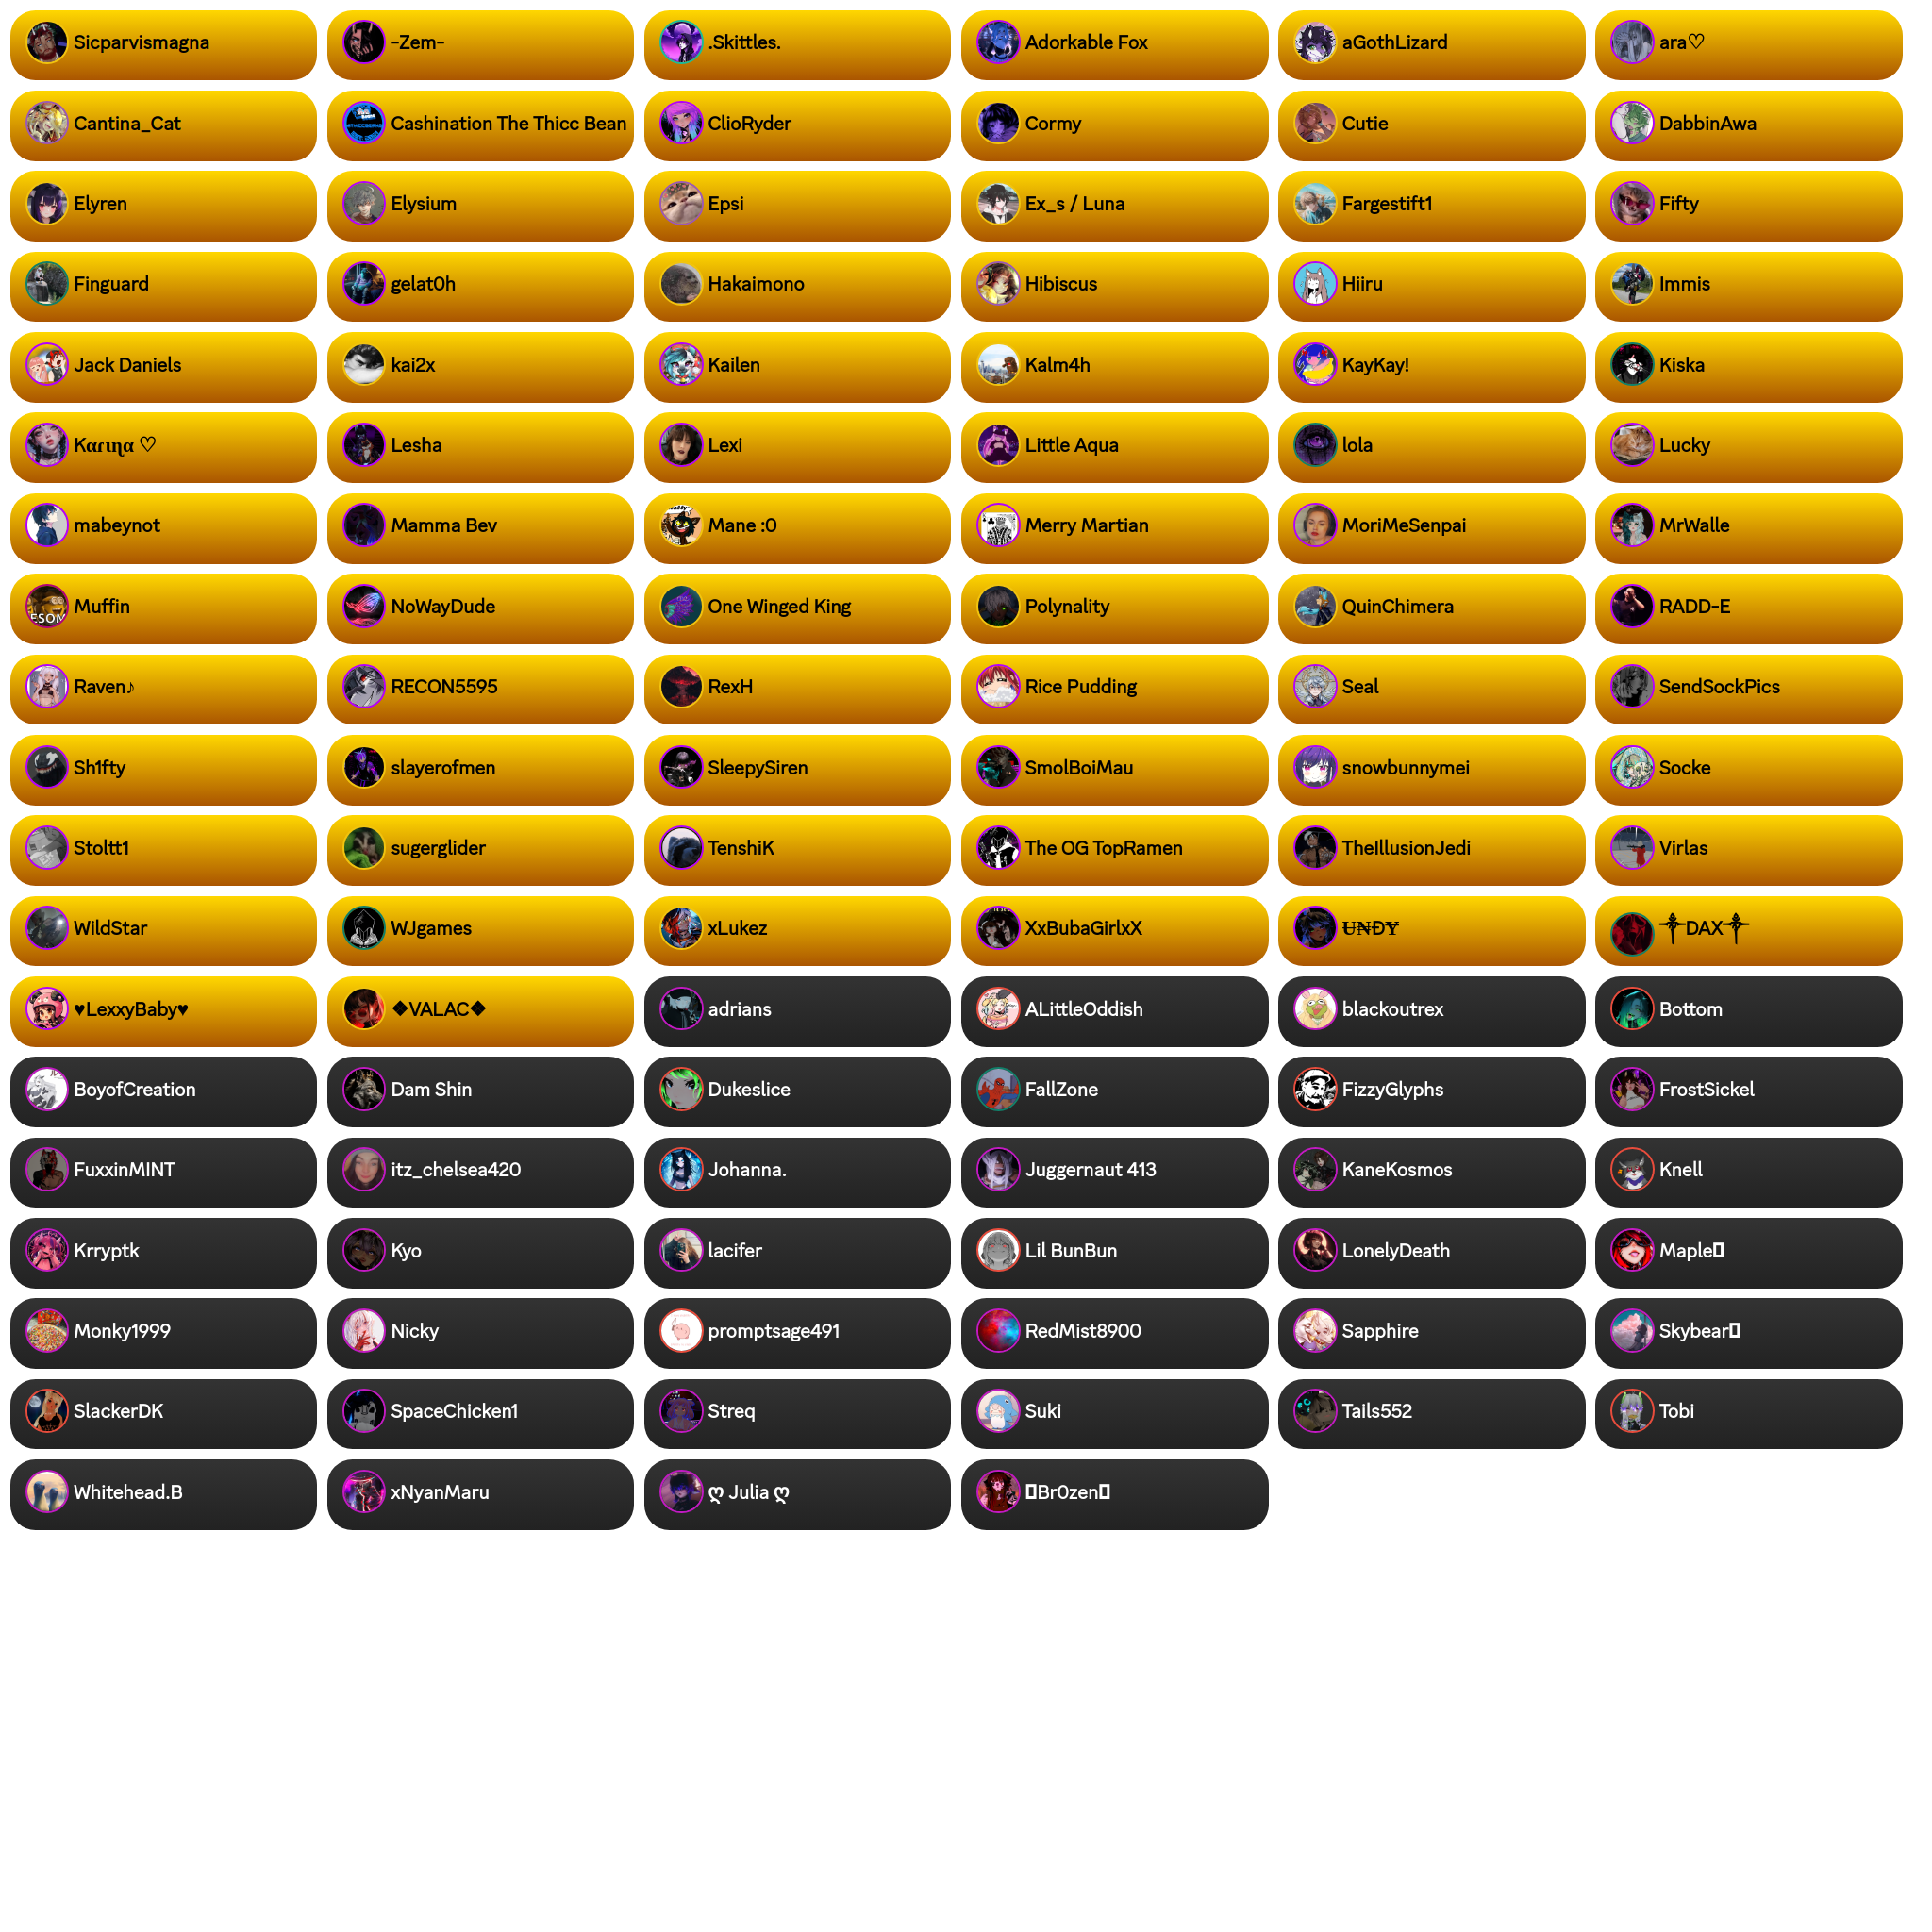 Sicparvismagna -Zem- .Skittles. Adorkable Fox aGothLizard ara♡
Cantina_Cat Cashination The Thicc Bean ClioRyder Cormy Cutie DabbinAwa
Elyren Elysium Epsi Ex_s / Luna Fargestift1 Fifty
Finguard gelat0h Hakaimono Hibiscus Hiiru Immis
Jack Daniels kai2x Kailen Kalm4h KayKay! Kiska
Kαɾιɳα ♡ Lesha Lexi Little Aqua lola Lucky
mabeynot Mamma Bev Mane :0 Merry Martian MoriMeSenpai MrWalle
Muffin NoWayDude One Winged King Polynality QuinChimera RADD-E
Raven♪ RECON5595 RexH Rice Pudding Seal SendSockPics
Sh1fty slayerofmen SleepySiren SmolBoiMau snowbunnymei Socke
Stoltt1 sugerglider TenshiK The OG TopRamen TheIllusionJedi Virlas
WildStar WJgames xLukez XxBubaGirlxX ɄN̶ĐɎ ⸸DAX⸸
♥LexxyBaby♥ ❖VALAC❖ adrians ALittleOddish blackoutrex Bottom
BoyofCreation Dam Shin Dukeslice FallZone FizzyGlyphs FrostSickel
FuxxinMINT itz_chelsea420 Johanna. Juggernaut 413 KaneKosmos Knell
Krryptk Kyo lacifer Lil BunBun LonelyDeath Maple
Monky1999 Nicky promptsage491 RedMist8900 Sapphire Skybear
SlackerDK SpaceChicken1 Streq Suki Tails552 Tobi
Whitehead.B xNyanMaru ღ Julia ღ Br0zen